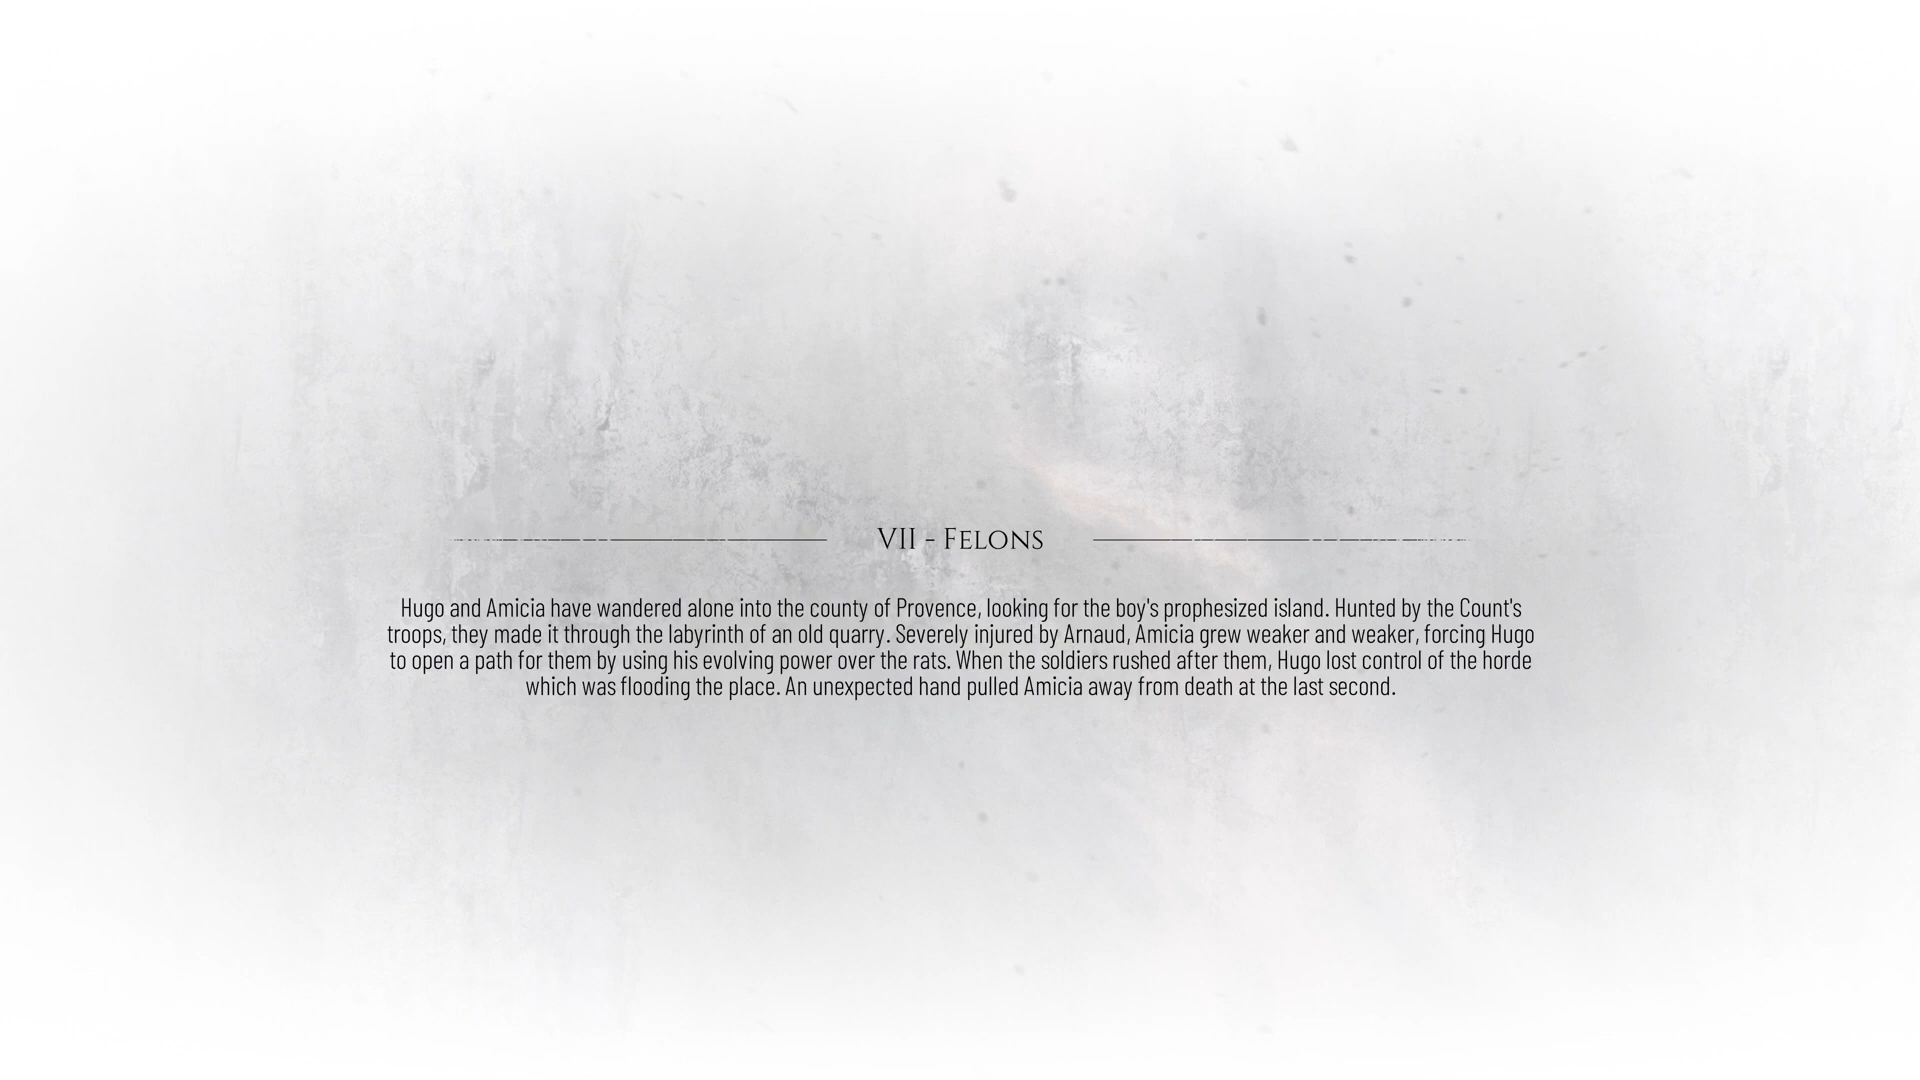 VII - Felons
Hugo and Amicia have wandered alone into the county of Provence, looking for the boy's prophesized island. Hunted by the Count's
troops, they made it through the labyrinth of an old quarry. Severely injured by Arnaud, Amicia grew weaker and weaker, forcing Hugo
to open a path for them by using his evolving power over the rats. When the soldiers rushed after them, Hugo lost control of the horde
which was flooding the place. An unexpected hand pulled Amicia away from death at the last second.